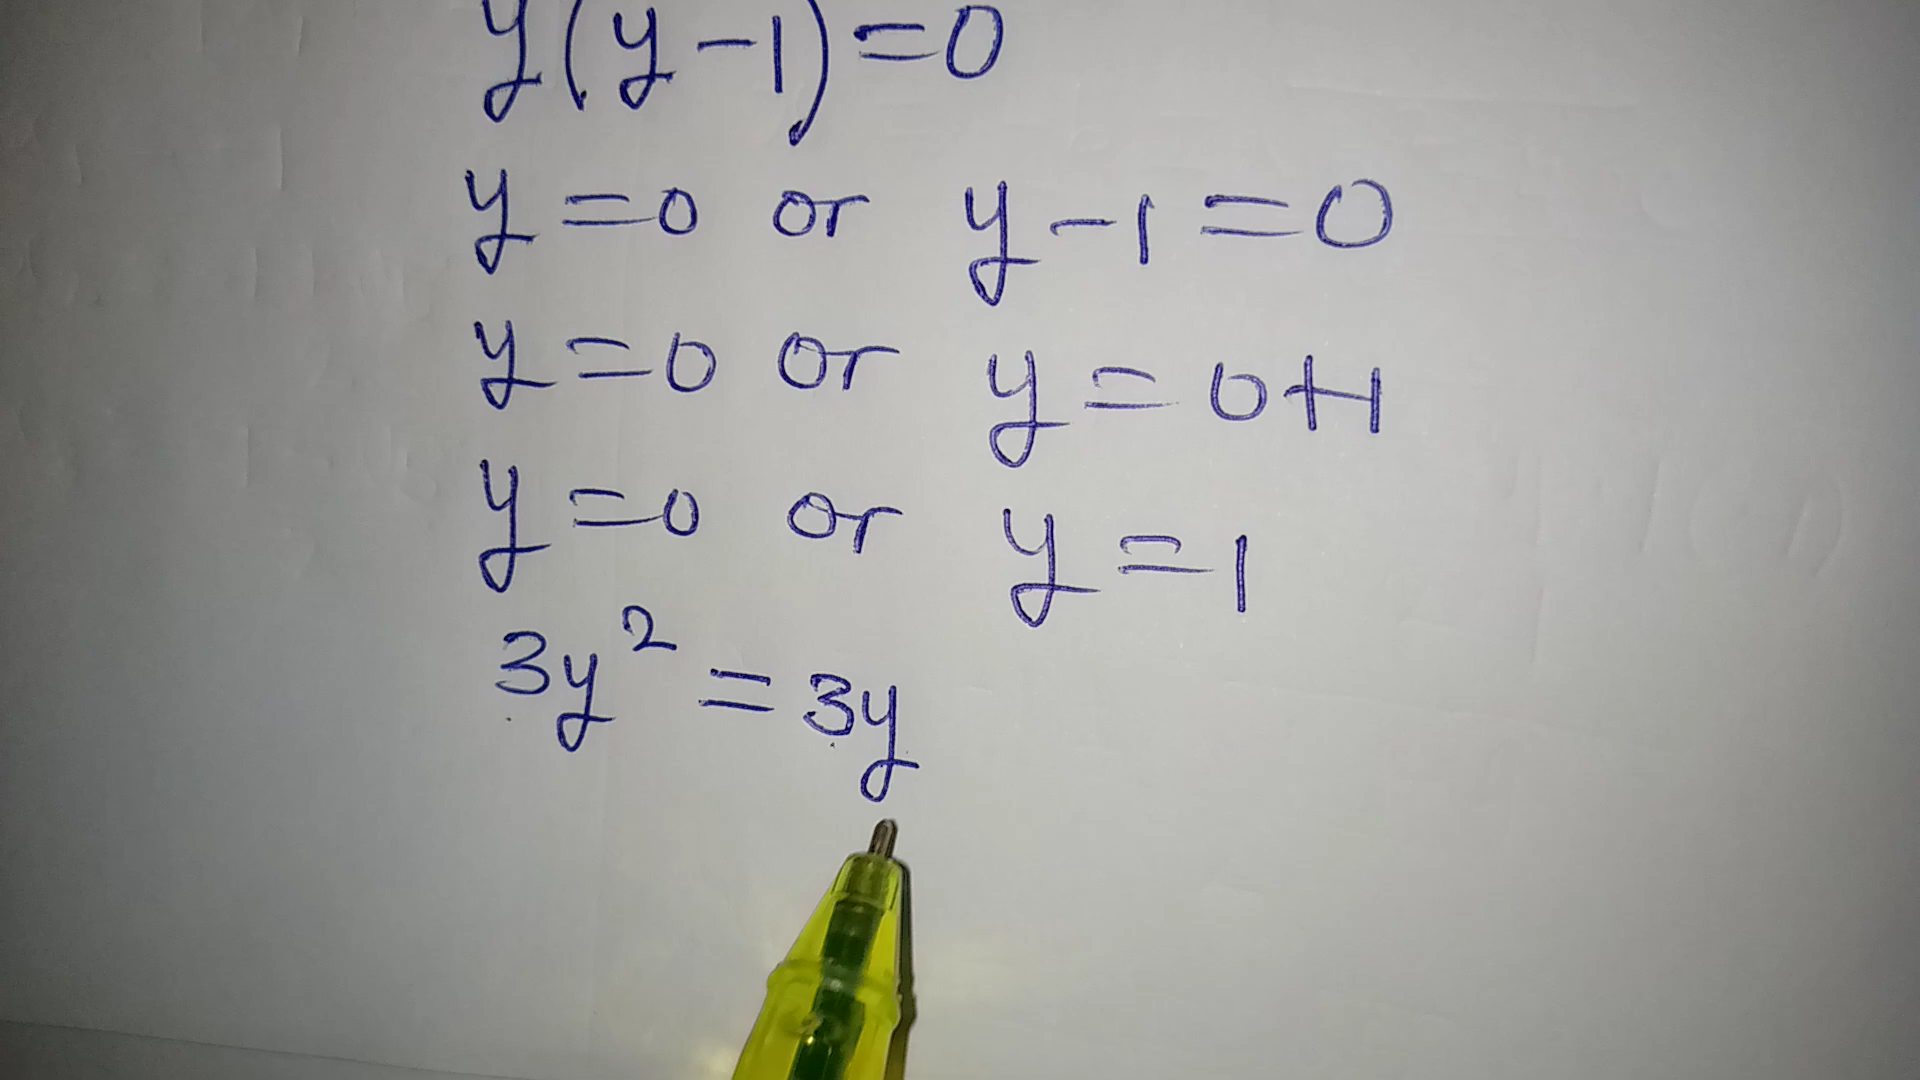 y(y-1)=0
y=0 or y-1=0
y=0 or y=0+1
y=0 or y=1
3y²=3y